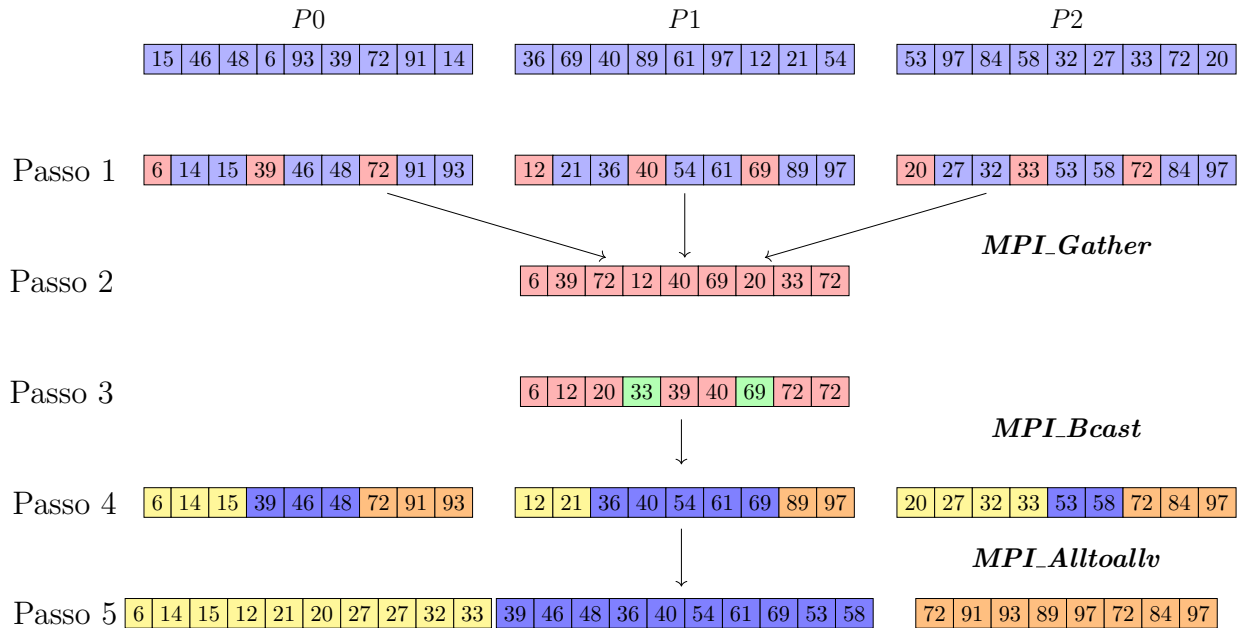 P0 P1 P2
15 46 48 6 93 39 72 91 14 36 69 40 89 61 97 12 21 54 53 97 84 58 32 27 33 72 20
Passo 1 6 14 15 39 46 48 72 91 93 12 21 36 40 54 61 69 89 97 20 27 32 33 53 58 72 84 97
MPI_Gather
Passo 2 6 39 72 12 40 69 20 33 72
Passo 3 6 12 20 33 39 40 69 72 72
MPI_Bcast
Passo 4 6 14 15 39 46 48 72 91 93 12 21 36 40 54 61 69 89 97 20 27 32 33 53 58 72 84 97
MPI_Alltoallv
Passo 5 6 14 15 12 21 20 27 27 32 33 39 46 48 36 40 54 61 69 53 58 72 91 93 89 97 72 84 97